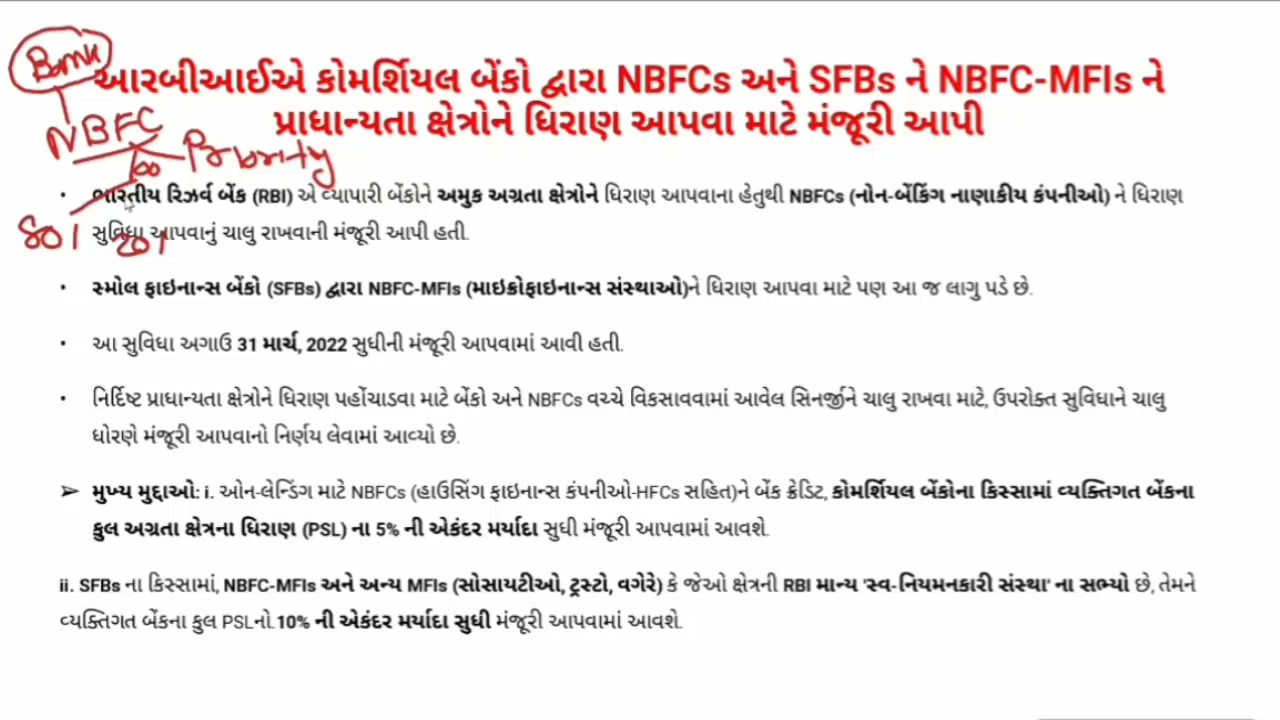 Bank
આરબીઆઈએ કોમર્શિયલ બેંકો દ્વારા NBFCs અને SFBs ને NBFC-MFIs ને
પ્રાધાન્યતા ક્ષેત્રોને ધિરાણ આપવા માટે મંજૂરી આપી
NBFC
Priority
• ભારતીય રિઝર્વ બેંક (RBI) એ વ્યાપારી બેંકોને અમુક અગ્રતા ક્ષેત્રોને ધિરાણ આપવાના હેતુથી NBFCs (નોન-બેંકિંગ નાણાકીય કંપનીઓ) ને ધિરાણ
સુવિધા આપવાનું ચાલુ રાખવાની મંજૂરી આપી હતી.
• સ્મોલ ફાઇનાન્સ બેંકો (SFBs) દ્વારા NBFC-MFIs (માઇક્રોફાઇનાન્સ સંસ્થાઓ)ને ધિરાણ આપવા માટે પણ આ જ લાગુ પડે છે.
• આ સુવિધા અગાઉ 31 માર્ચ, 2022 સુધીની મંજૂરી આપવામાં આવી હતી.
• નિર્દિષ્ટ પ્રાધાન્યતા ક્ષેત્રોને ધિરાણ પહોંચાડવા માટે બેંકો અને NBFCs વચ્ચે વિકસાવવામાં આવેલ સિનર્જીને ચાલુ રાખવા માટે, ઉપરોક્ત સુવિધાને ચાલુ
ધોરણે મંજૂરી આપવાનો નિર્ણય લેવામાં આવ્યો છે.
➢ મુખ્ય મુદ્દાઓ: i. ઓન-લેન્ડિંગ માટે NBFCs (હાઉસિંગ ફાઇનાન્સ કંપનીઓ-HFCs સહિત)ને બેંક ક્રેડિટ, કોમર્શિયલ બેંકોના કિસ્સામાં વ્યક્તિગત બેંકના
કુલ અગ્રતા ક્ષેત્રના ધિરાણ (PSL) ના 5% ની એકંદર મર્યાદા સુધી મંજૂરી આપવામાં આવશે.
ii. SFBs ના કિસ્સામાં, NBFC-MFIs અને અન્ય MFIs (સોસાયટીઓ, ટ્રસ્ટો, વગેરે) કે જેઓ ક્ષેત્રની RBI માન્ય 'સ્વ-નિયમનકારી સંસ્થા' ના સભ્યો છે, તેમને
વ્યક્તિગત બેંકના કુલ PSLનો.10% ની એકંદર મર્યાદા સુધી મંજૂરી આપવામાં આવશે.